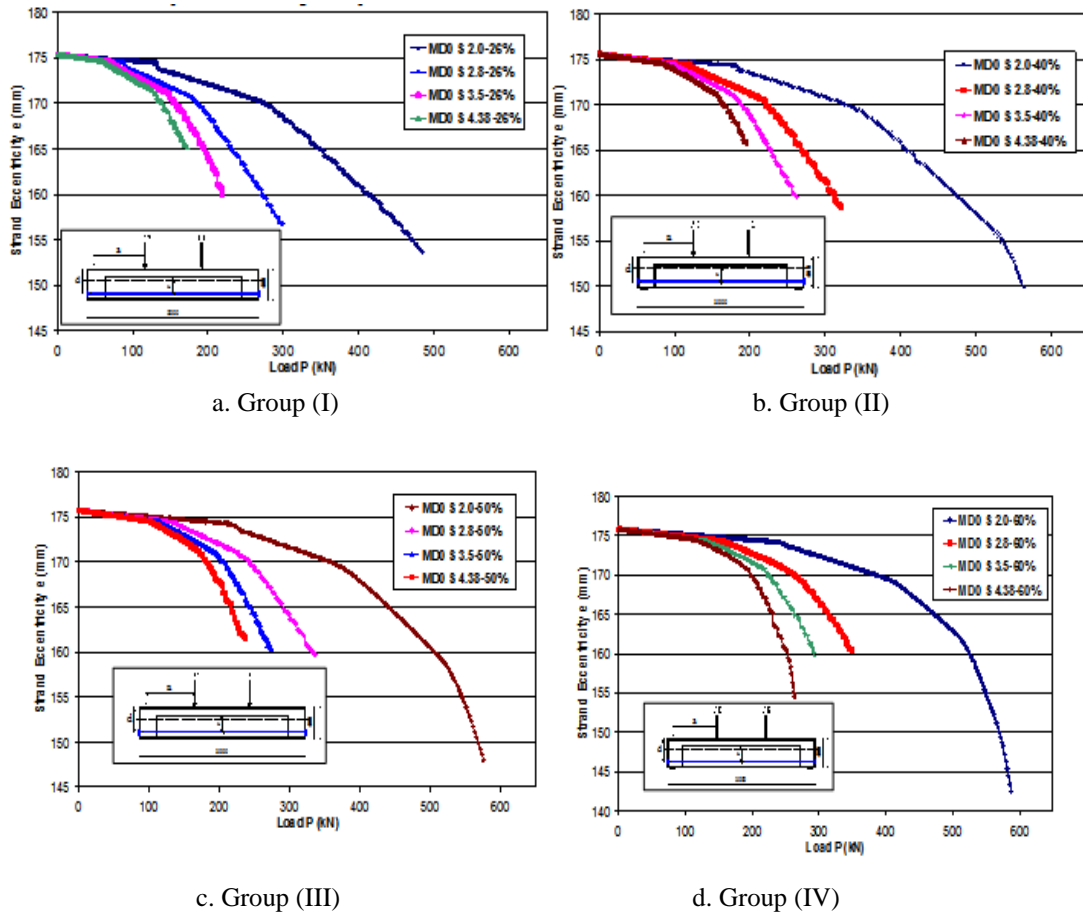 180
175
170
165
160
155
150
145
0 100 200 300 400 500 600
Strand Eccentricity e (mm)
Load P (kN)
MD0 $ 2.0-26%
MD0 $ 2.8-26%
MD0 $ 3.5-26%
MD0 $ 4.38-26%
a. Group (I)
180
175
170
165
160
155
150
145
0 100 200 300 400 500 600
Strand Eccentricity e (mm)
Load P (kN)
MD0 $ 2.0-40%
MD0 $ 2.8-40%
MD0 $ 3.5-40%
MD0 $ 4.38-40%
b. Group (II)
180
175
170
165
160
155
150
145
0 100 200 300 400 500 600
Strand Eccentricity e (mm)
Load P (kN)
MD0 $ 2.0-50%
MD0 $ 2.8-50%
MD0 $ 3.5-50%
MD0 $ 4.38-50%
c. Group (III)
180
175
170
165
160
155
150
145
140
0 100 200 300 400 500 600
Strand Eccentricity e (mm)
Load P (kN)
MD0 $ 2.0-60%
MD0 $ 2.8-60%
MD0 $ 3.5-60%
MD0 $ 4.38-60%
d. Group (IV)